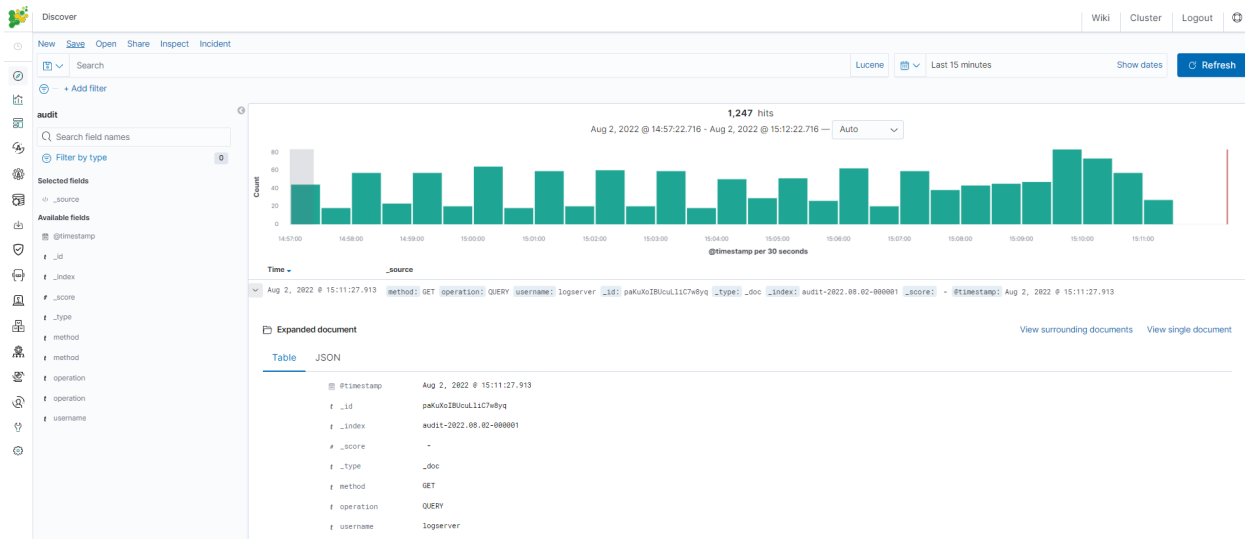 Discover
Wiki Cluster Logout
New Save Open Share Inspect Incident
Search Lucene Last 15 minutes Show dates Refresh
+ Add filter
audit
Search field names
Filter by type 0
Selected fields
</> _source
Available fields
@timestamp
t _id
t _index
# _score
t _type
t method
t method
t operation
t operation
t username
1,247 hits
Aug 2, 2022 @ 14:57:22.716 - Aug 2, 2022 @ 15:12:22.716 — Auto
Count
80
60
40
20
0
14:57:00 14:58:00 14:59:00 15:00:00 15:01:00 15:02:00 15:03:00 15:04:00 15:05:00 15:06:00 15:07:00 15:08:00 15:09:00 15:10:00 15:11:00
@timestamp per 30 seconds
Time _source
Aug 2, 2022 @ 15:11:27.913 method: GET operation: QUERY username: logserver _id: paKuXoIBUcuLliC7w8yq _type: _doc _index: audit-2022.08.02-000001 _score: - @timestamp: Aug 2, 2022 @ 15:11:27.913
Expanded document View surrounding documents View single document
Table JSON
@timestamp Aug 2, 2022 @ 15:11:27.913
t _id paKuXoIBUcuLliC7w8yq
t _index audit-2022.08.02-000001
# _score -
t _type _doc
t method GET
t operation QUERY
t username logserver